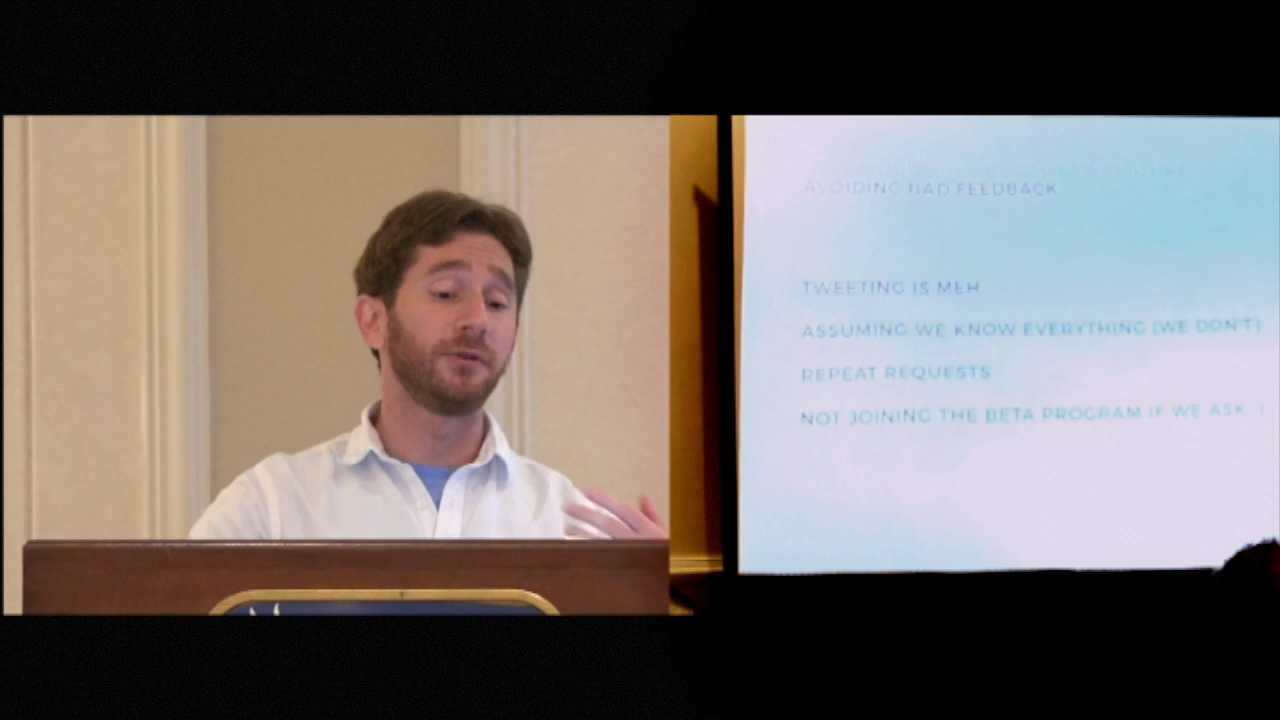 AVOIDING BAD FEEDBACK
TWEETING IS MEH
ASSUMING WE KNOW EVERYTHING (WE DON'T)
REPEAT REQUESTS
NOT JOINING THE BETA PROGRAM IF WE ASK :)